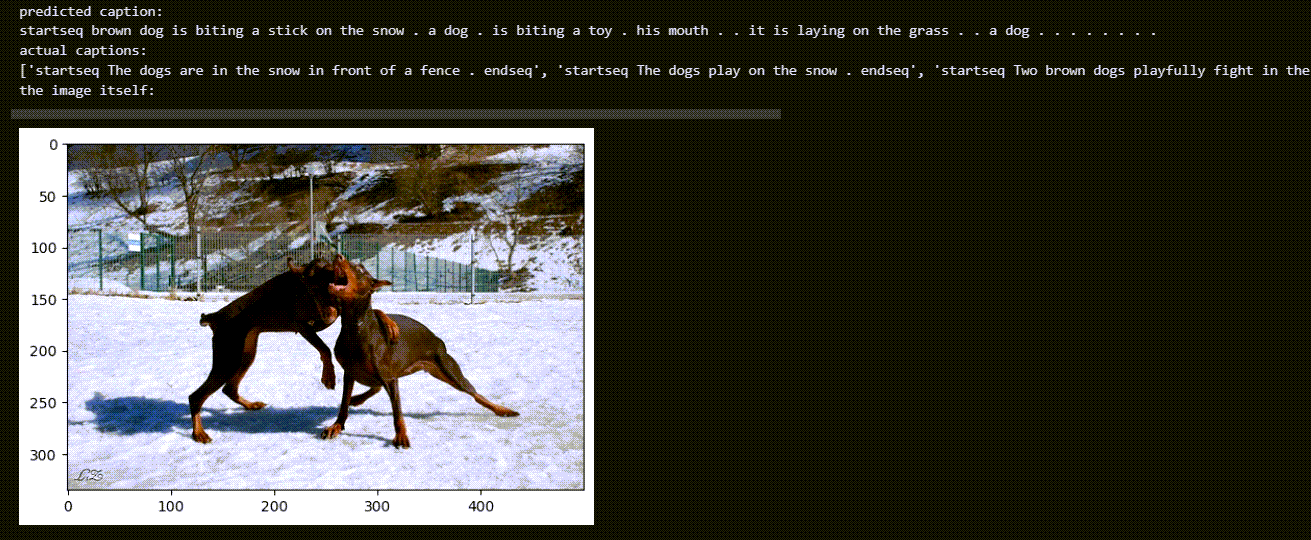 predicted caption:
startseq brown dog is biting a stick on the snow . a dog . is biting a toy . his mouth . . it is laying on the grass . . a dog . . . . . . . .
actual captions:
['startseq The dogs are in the snow in front of a fence . endseq', 'startseq The dogs play on the snow . endseq', 'startseq Two brown dogs playfully fight in the
the image itself:
0
50
100
150
200
250
300
0 100 200 300 400